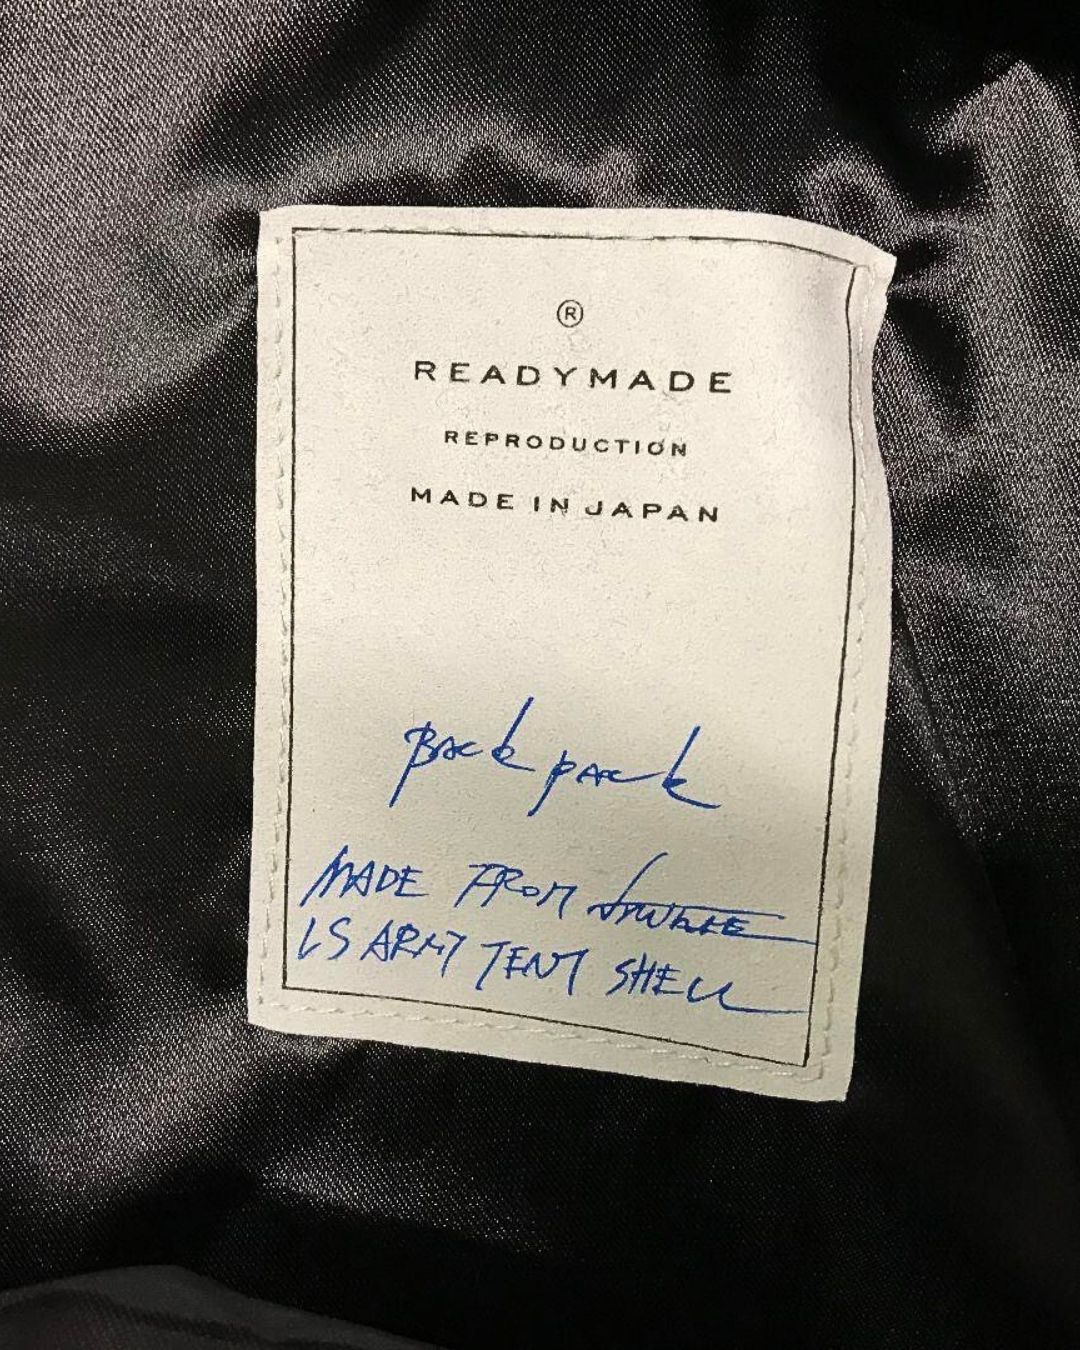 ®
READYMADE
REPRODUCTION
MADE IN JAPAN
Back pack
MADE FROM
US ARMY TENT SHELL